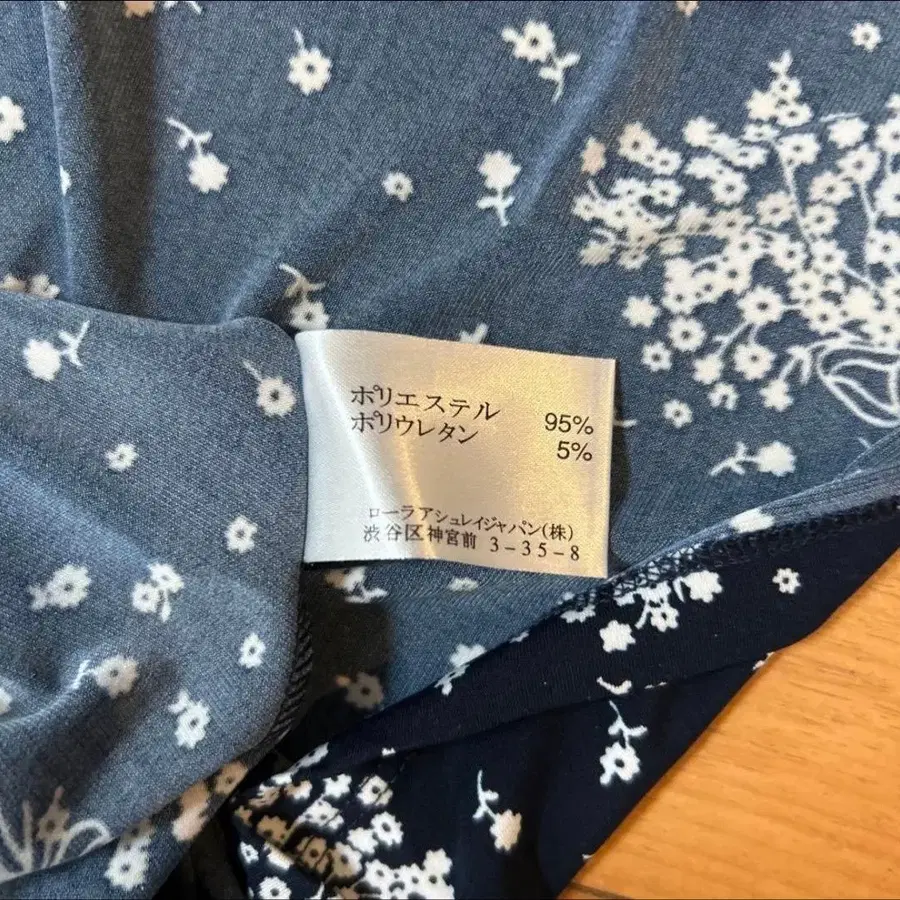 ポリエステル 95%
ポリウレタン 5%
ローラアシュレイジャパン(株)
渋谷区神宮前 3-35-8